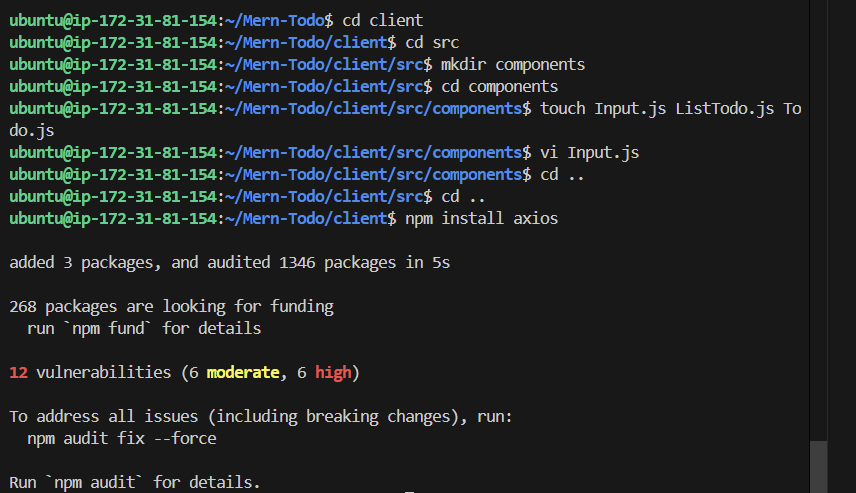 ubuntu@ip-172-31-81-154:~/Mern-Todo$ cd client
ubuntu@ip-172-31-81-154:~/Mern-Todo/client$ cd src
ubuntu@ip-172-31-81-154:~/Mern-Todo/client/src$ mkdir components
ubuntu@ip-172-31-81-154:~/Mern-Todo/client/src$ cd components
ubuntu@ip-172-31-81-154:~/Mern-Todo/client/src/components$ touch Input.js ListTodo.js To
do.js
ubuntu@ip-172-31-81-154:~/Mern-Todo/client/src/components$ vi Input.js
ubuntu@ip-172-31-81-154:~/Mern-Todo/client/src/components$ cd ..
ubuntu@ip-172-31-81-154:~/Mern-Todo/client/src$ cd ..
ubuntu@ip-172-31-81-154:~/Mern-Todo/client$ npm install axios
added 3 packages, and audited 1346 packages in 5s
268 packages are looking for funding
  run `npm fund` for details
12 vulnerabilities (6 moderate, 6 high)
To address all issues (including breaking changes), run:
  npm audit fix --force
Run `npm audit` for details.